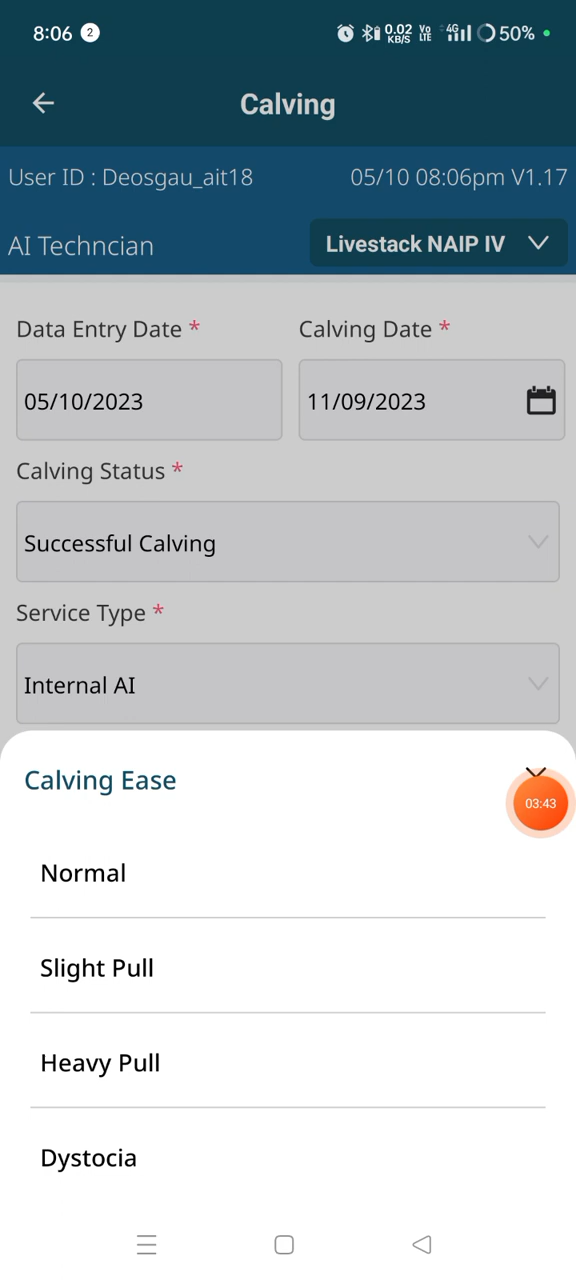 8:06 2 0.02 KB/S Vo LTE 4G 50%
Calving
User ID : Deosgau_ait18 05/10 08:06pm V1.17
AI Techncian Livestack NAIP IV
Data Entry Date * Calving Date *
05/10/2023 11/09/2023
Calving Status *
Successful Calving
Service Type *
Internal AI
Calving Ease
03:43
Normal
Slight Pull
Heavy Pull
Dystocia